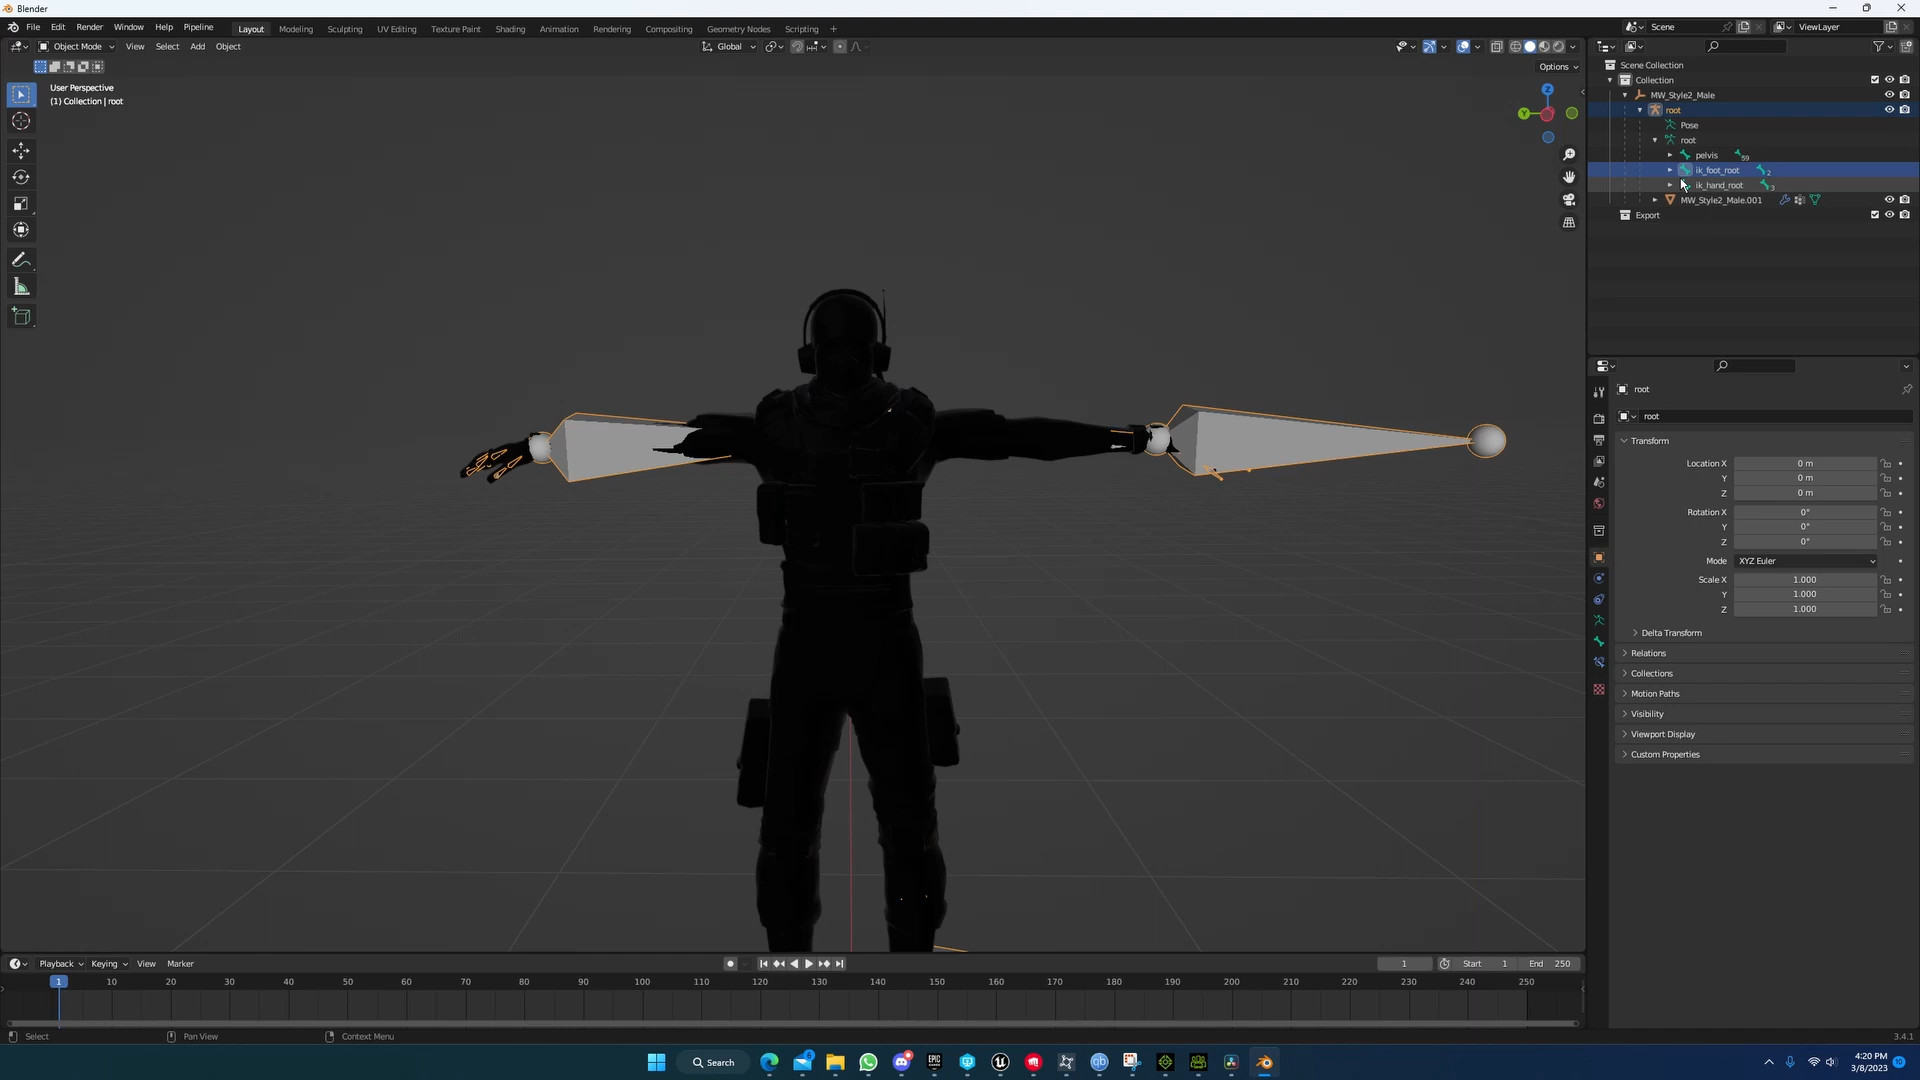 Blender
File Edit Render Window Help Pipeline Layout Modeling Sculpting UV Editing Texture Paint Shading Animation Rendering Compositing Geometry Nodes Scripting + Scene ViewLayer
Object Mode View Select Add Object Global
Options
User Perspective
(1) Collection | root
Z
Y
Scene Collection
Collection
MW_Style2_Male
root
Pose
root
pelvis 59
ik_foot_root 2
ik_hand_root 3
MW_Style2_Male.001
Export
root
root
Transform
Location X 0 m
Y 0 m
Z 0 m
Rotation X 0°
Y 0°
Z 0°
Mode XYZ Euler
Scale X 1.000
Y 1.000
Z 1.000
Delta Transform
Relations
Collections
Motion Paths
Visibility
Viewport Display
Custom Properties
Playback Keying View Marker 1 Start 1 End 250
1 10 20 30 40 50 60 70 80 90 100 110 120 130 140 150 160 170 180 190 200 210 220 230 240 250
Select Pan View Context Menu 3.4.1
Search EPIC GAMES 4:20 PM
3/8/2023